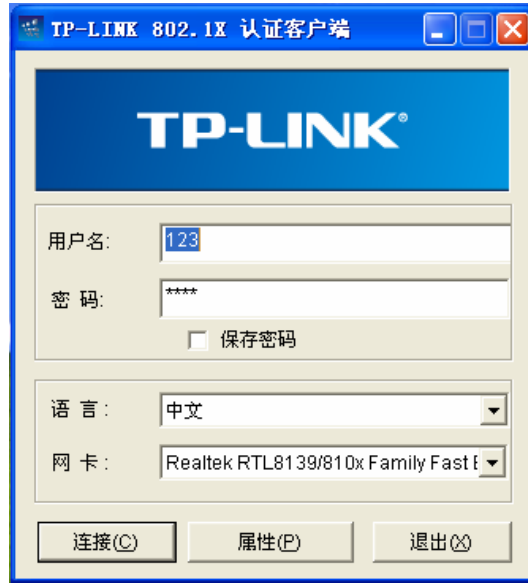 TP-LINK 802.1X 认证客户端
TP-LINK®
用户名: 123
密 码: ****
保存密码
语 言: 中文
网 卡: Realtek RTL8139/810x Family Fast E
连接(C) 属性(P) 退出(X)